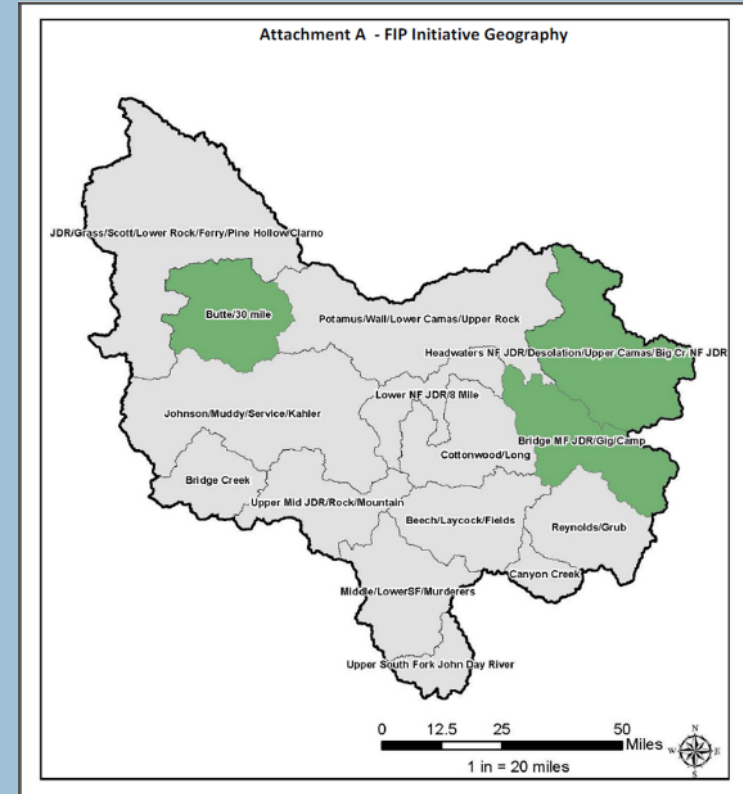 Attachment A - FIP Initiative Geography
JDR/Grass/Scott/Lower Rock/Ferry/Pine Hollow/Clarno
Butte/30 mile
Potamus/Wall/Lower Camas/Upper Rock
Headwaters NF JDR/Desolation/Upper Camas/Big Cr NF JDR
Lower NF JDR/8 Mile
Johnson/Muddy/Service/Kahler
Bridge MF JDR/Gig/Camp
Cottonwood/Long
Bridge Creek
Upper Mid JDR/Rock/Mountain
Beech/Laycock/Fields
Reynolds/Grub
Canyon Creek
Middle/LowerSF/Murderers
Upper South Fork John Day River
0 12.5 25 50
Miles
1 in = 20 miles
N
W E
S